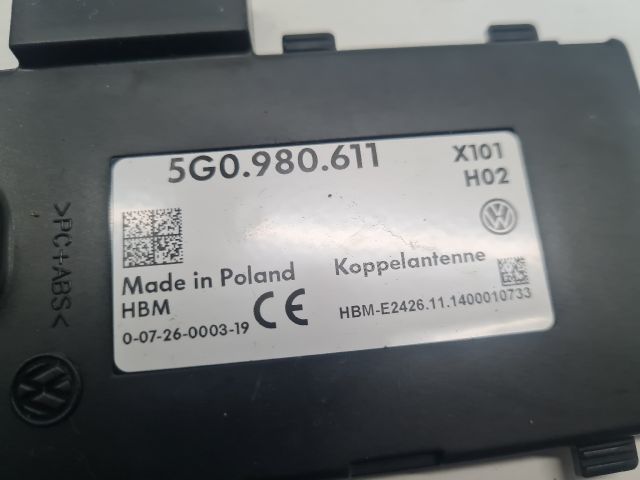 5G0.980.611
X101
H02
Made in Poland
HBM
0-07-26-0003-19
CE
Koppelantenne
HBM-E2426.11.1400010733
>PC+ABS<